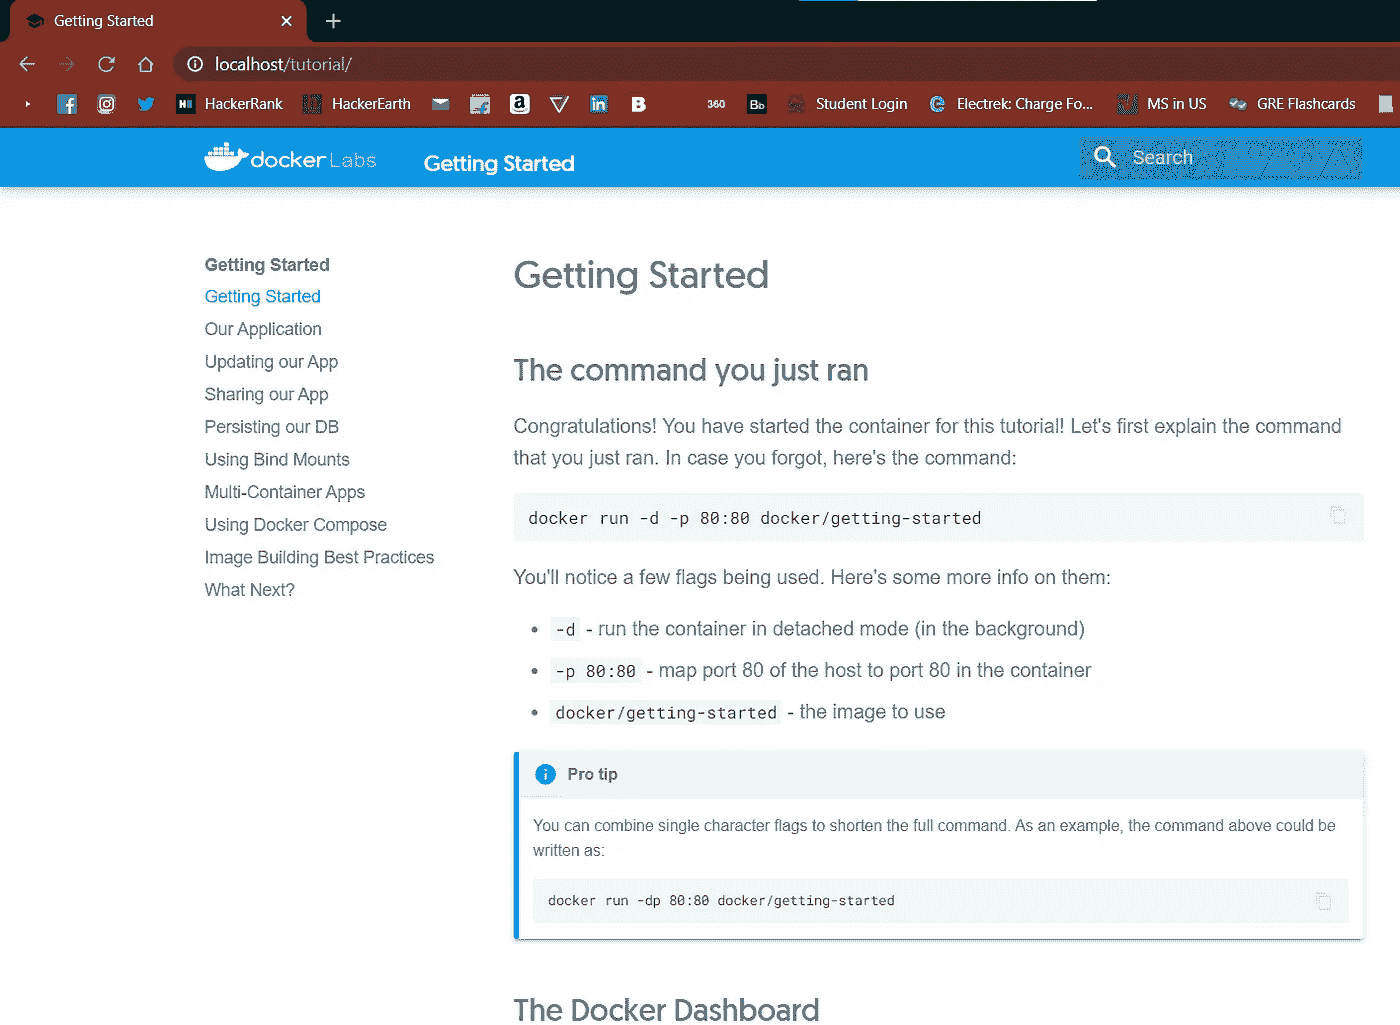 Getting Started
localhost/tutorial/
HackerRank HackerEarth 360 Bb Student Login Electrek: Charge Fo... MS in US GRE Flashcards
docker Labs Getting Started Search
Getting Started
Getting Started
Our Application
Updating our App
Sharing our App
Persisting our DB
Using Bind Mounts
Multi-Container Apps
Using Docker Compose
Image Building Best Practices
What Next?
Getting Started
The command you just ran
Congratulations! You have started the container for this tutorial! Let's first explain the command
that you just ran. In case you forgot, here's the command:
docker run -d -p 80:80 docker/getting-started
You'll notice a few flags being used. Here's some more info on them:
-d - run the container in detached mode (in the background)
-p 80:80 - map port 80 of the host to port 80 in the container
docker/getting-started - the image to use
Pro tip
You can combine single character flags to shorten the full command. As an example, the command above could be
written as:
docker run -dp 80:80 docker/getting-started
The Docker Dashboard